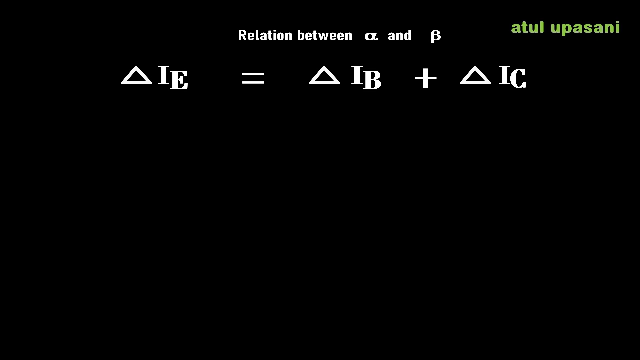 atul upasani
Relation between α and β
△ IE = △ IB + △ IC